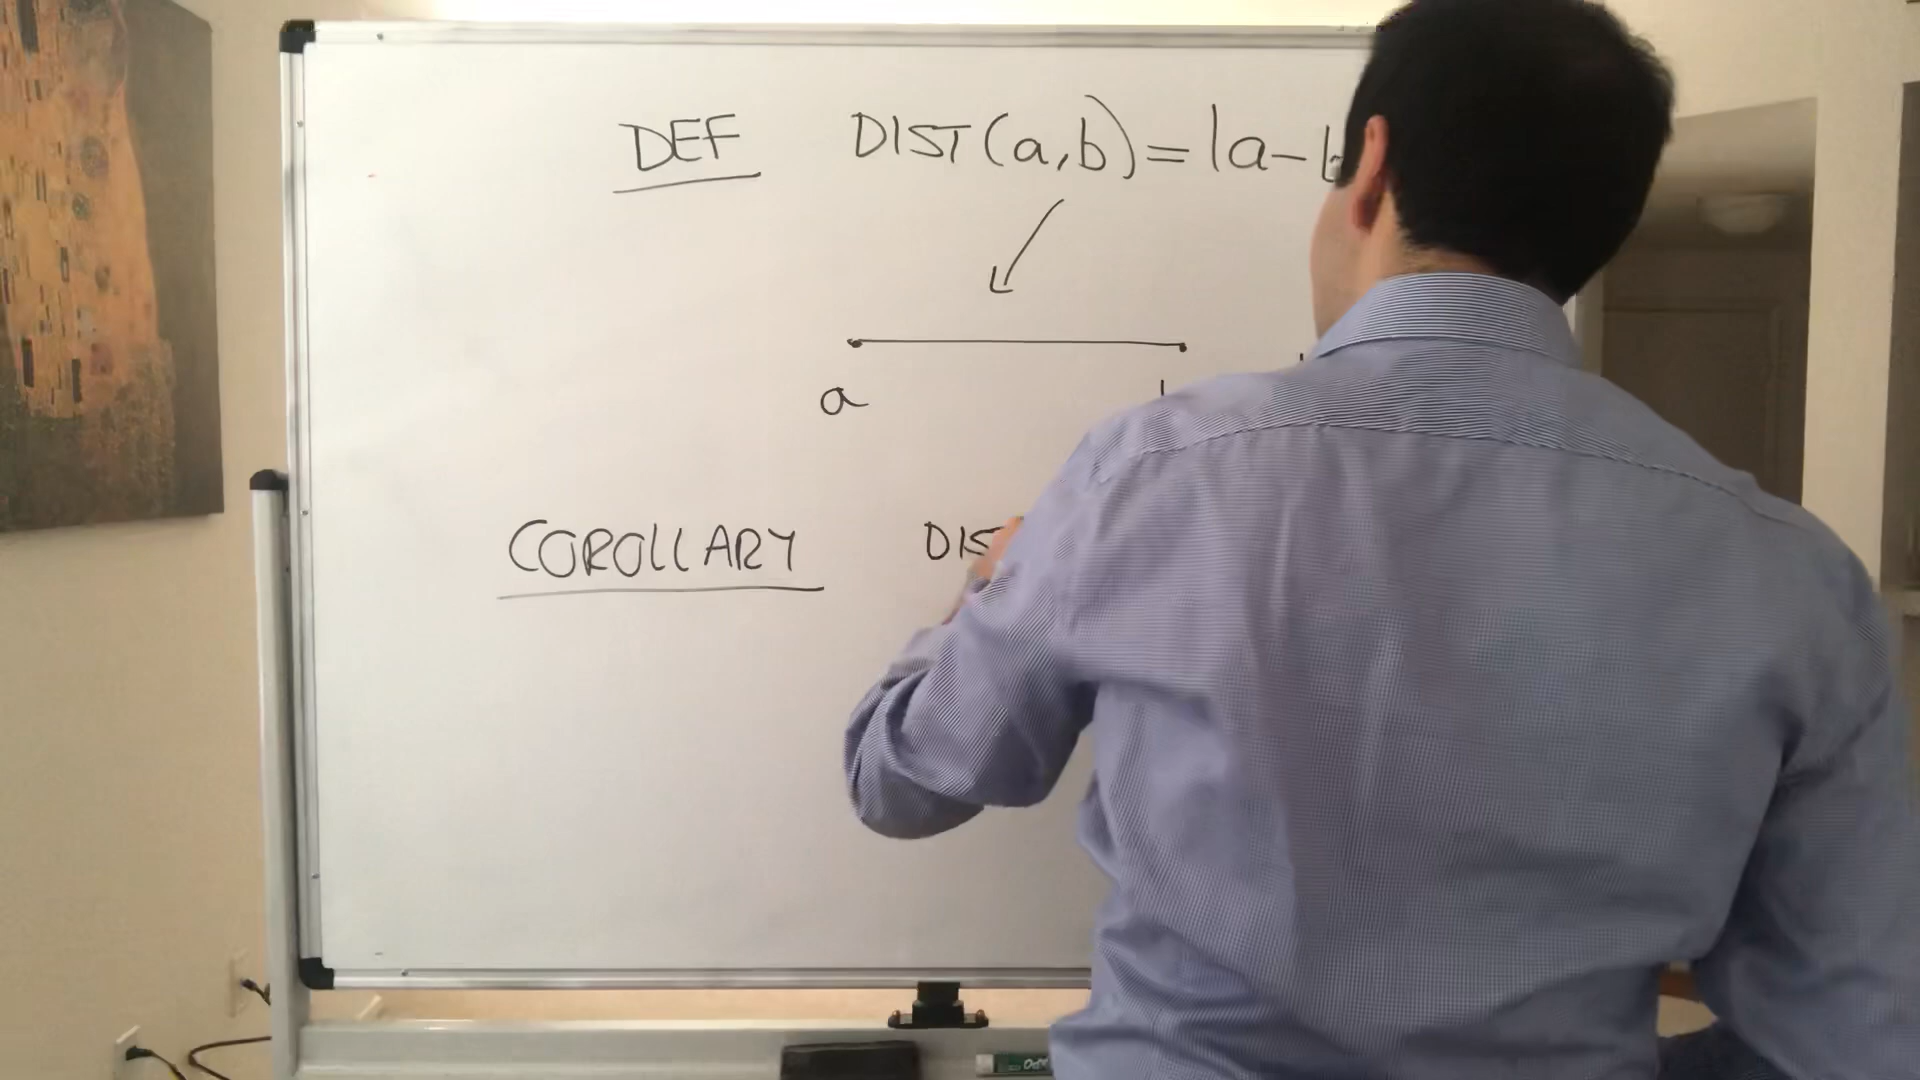 DEF DIST(a,b)=|a-
a
COROLLARY